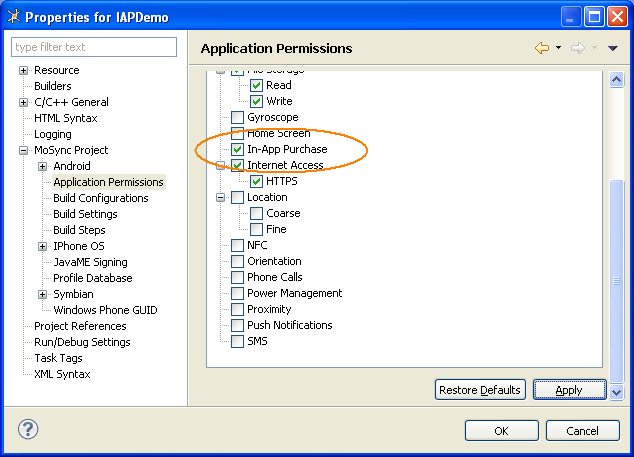 Properties for IAPDemo
type filter text
Resource
Builders
C/C++ General
HTML Syntax
Logging
MoSync Project
Android
Application Permissions
Build Configurations
Build Settings
Build Steps
IPhone OS
JavaME Signing
Profile Database
Symbian
Windows Phone GUID
Project References
Run/Debug Settings
Task Tags
XML Syntax
Application Permissions
File Storage
Read
Write
Gyroscope
Home Screen
In-App Purchase
Internet Access
HTTPS
Location
Coarse
Fine
NFC
Orientation
Phone Calls
Power Management
Proximity
Push Notifications
SMS
Restore Defaults
Apply
?
OK
Cancel